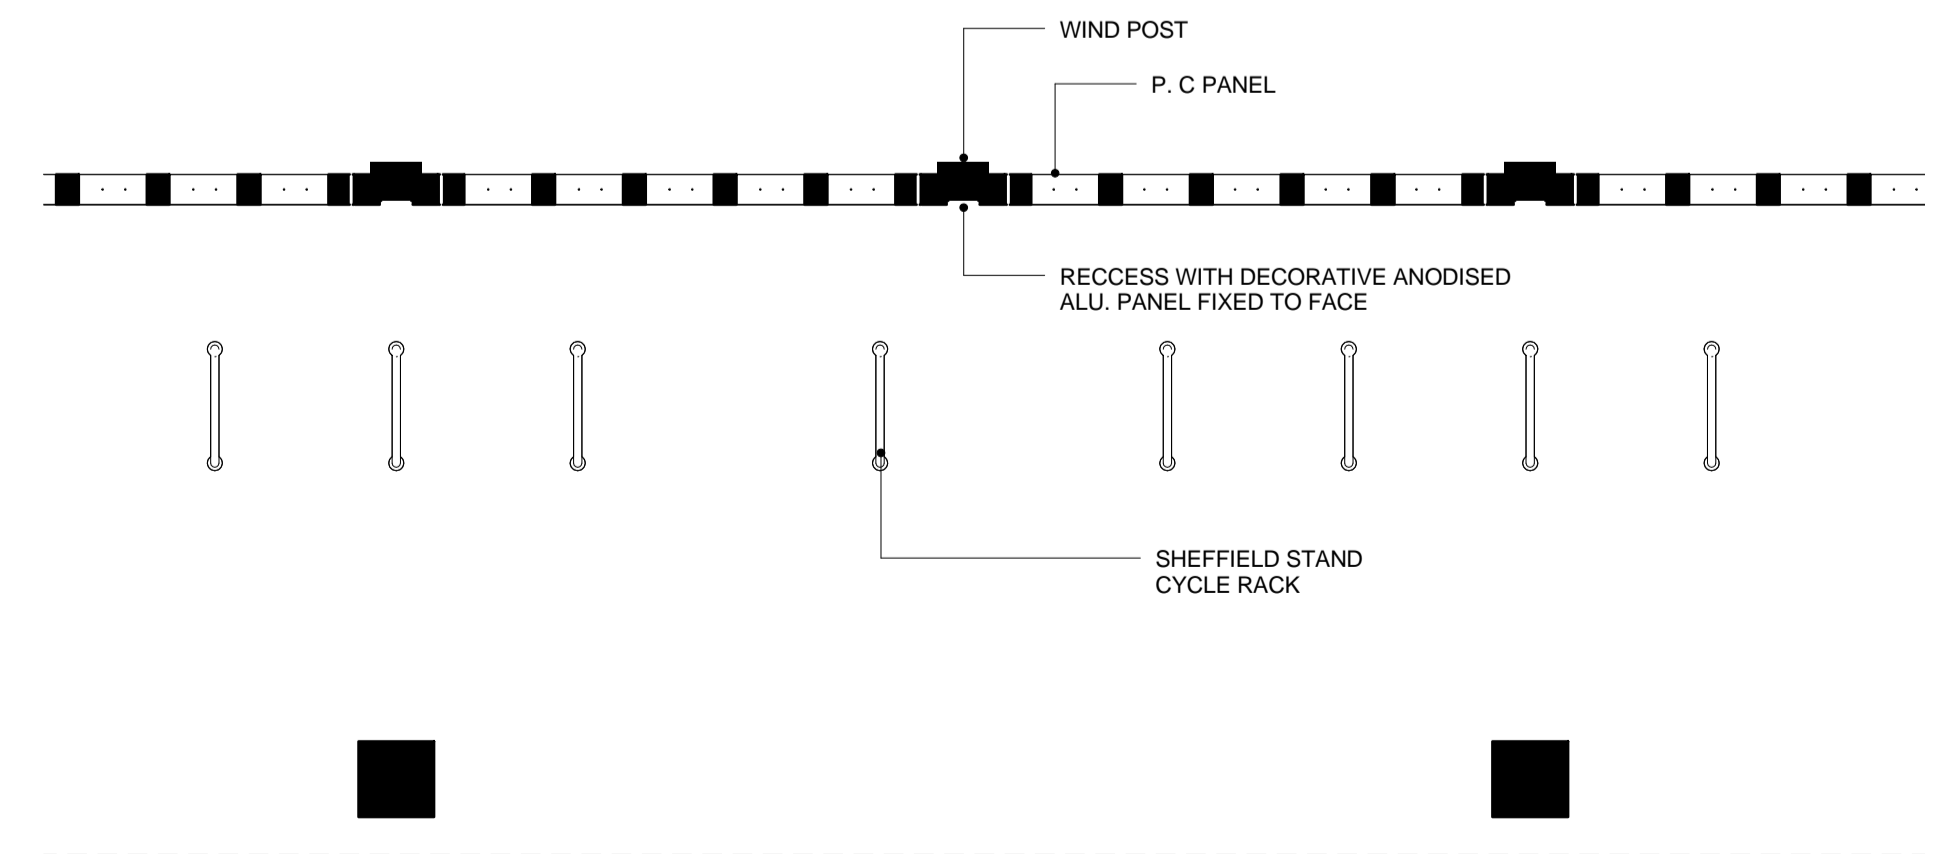 WIND POST
P. C PANEL
RECCESS WITH DECORATIVE ANODISED
ALU. PANEL FIXED TO FACE
SHEFFIELD STAND
CYCLE RACK